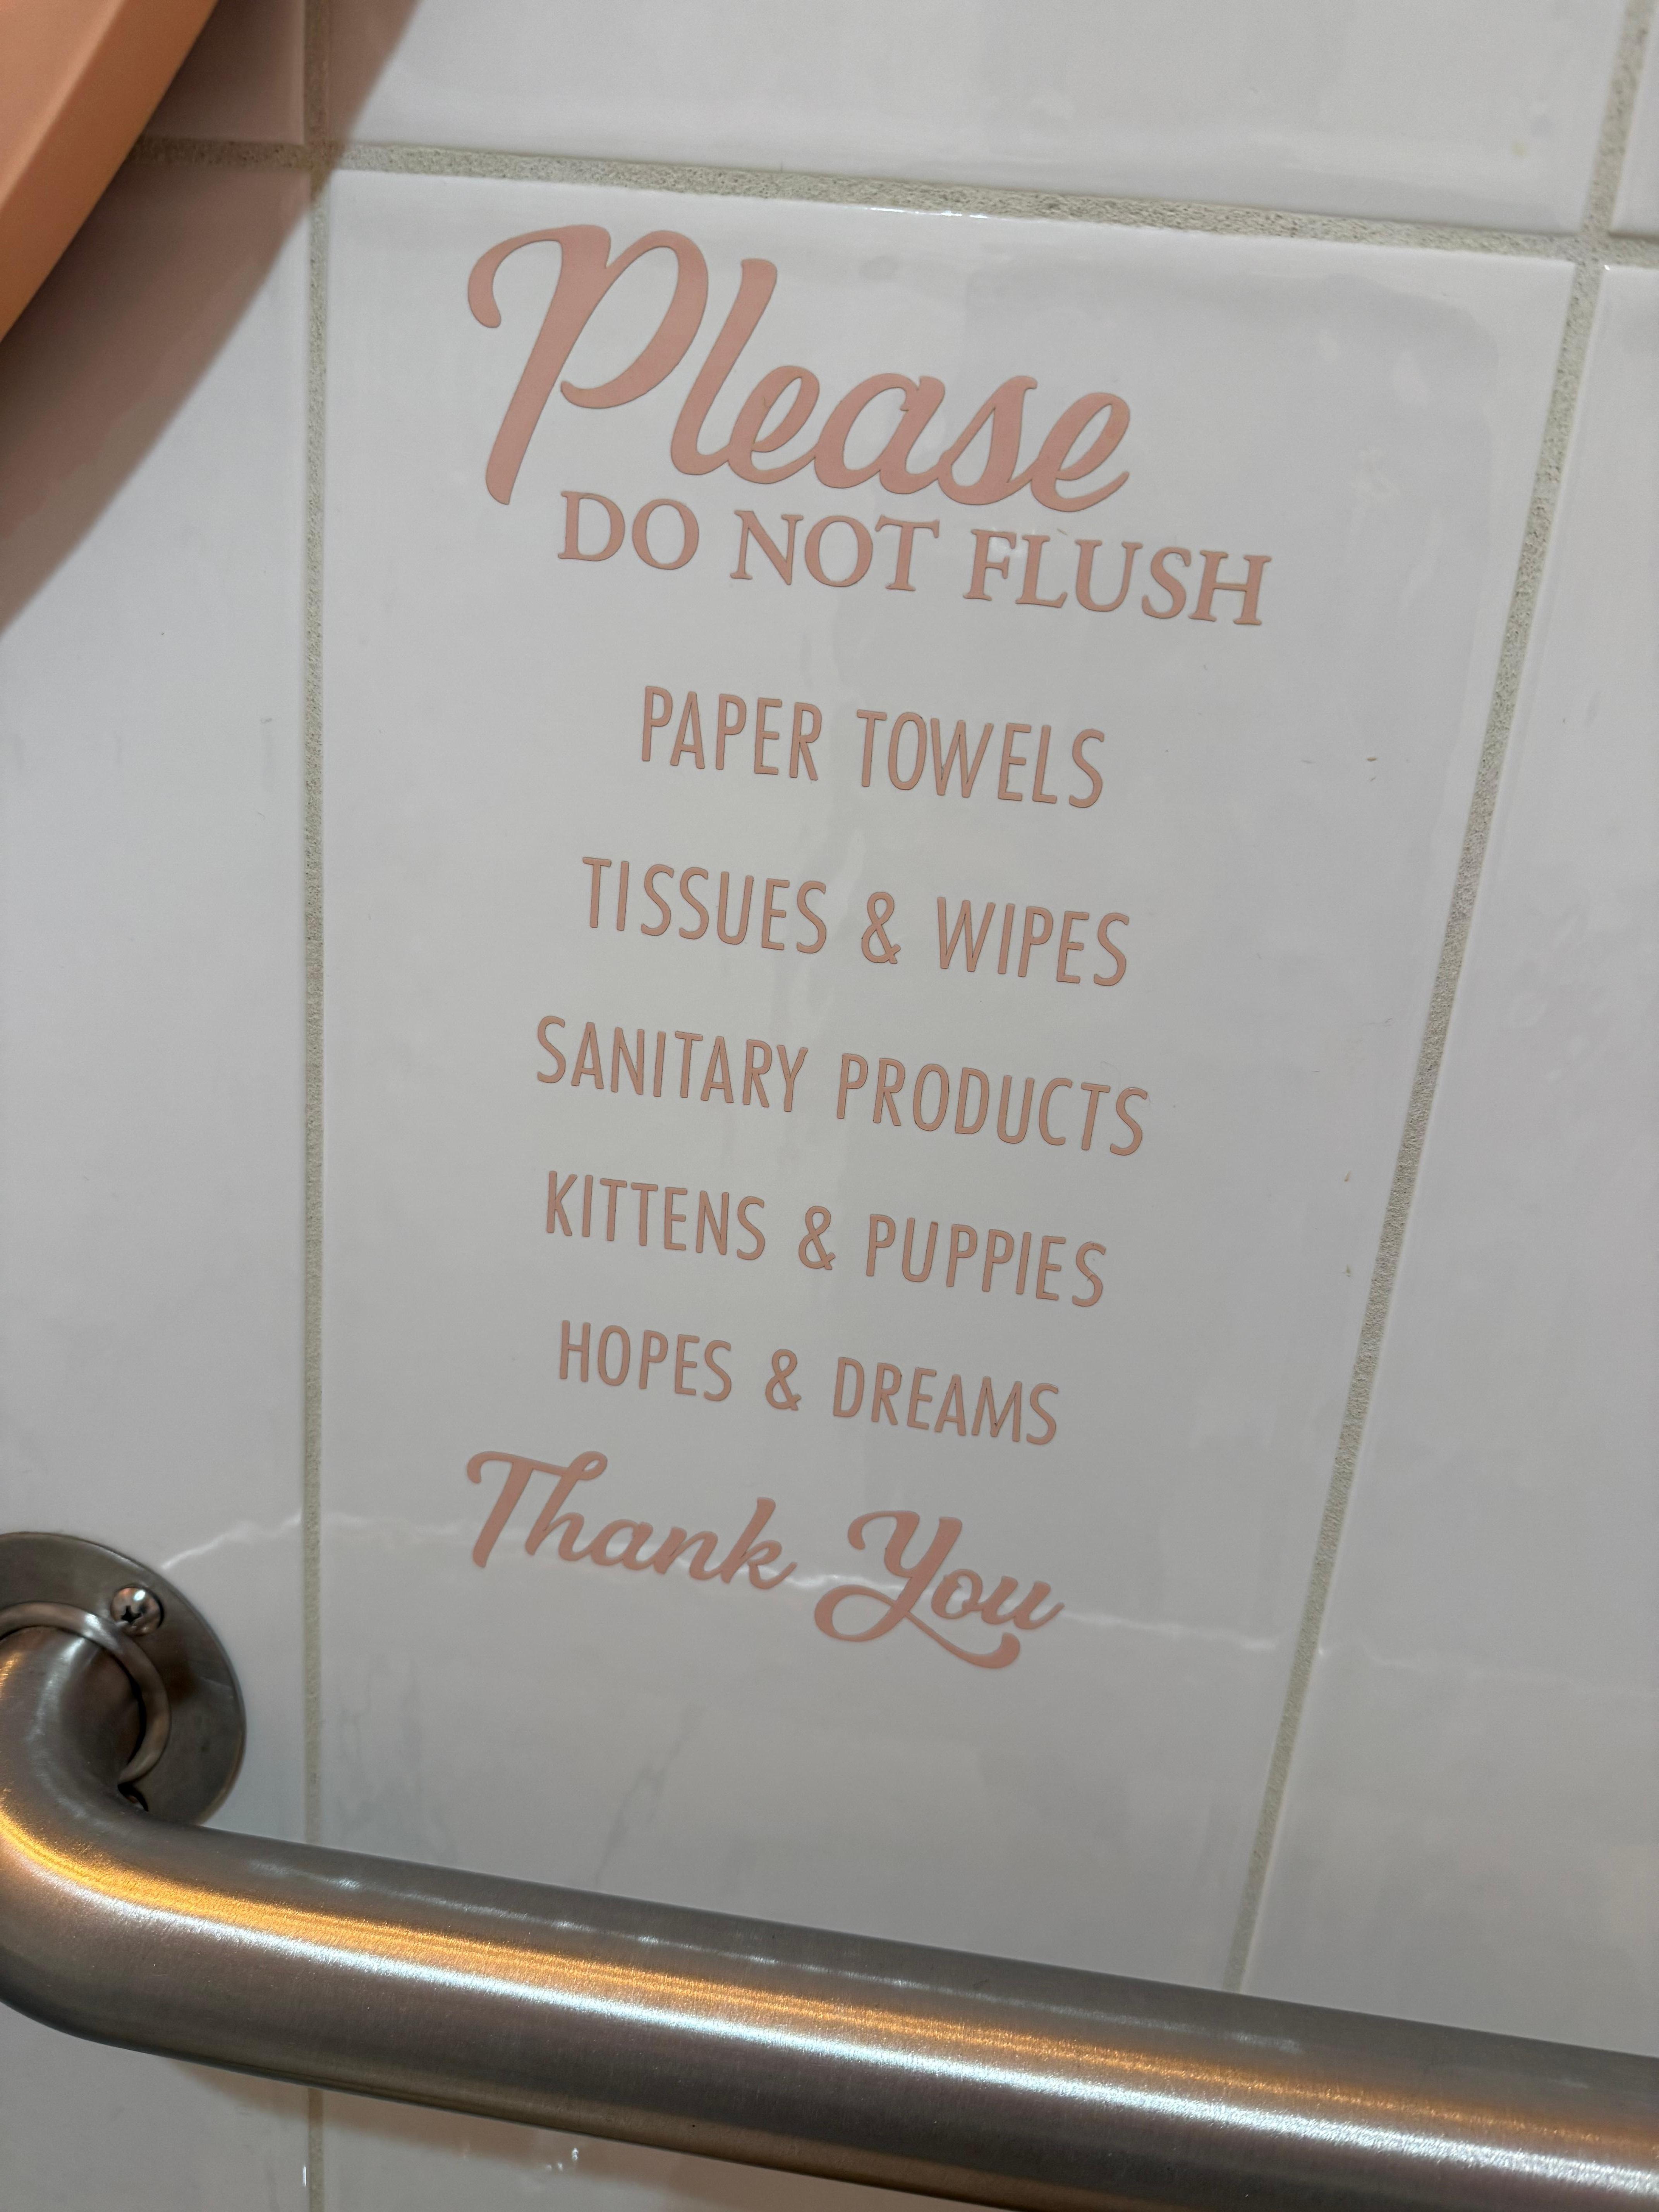 Please
DO NOT FLUSH
PAPER TOWELS
TISSUES & WIPES
SANITARY PRODUCTS
KITTENS & PUPPIES
HOPES & DREAMS
Thank You